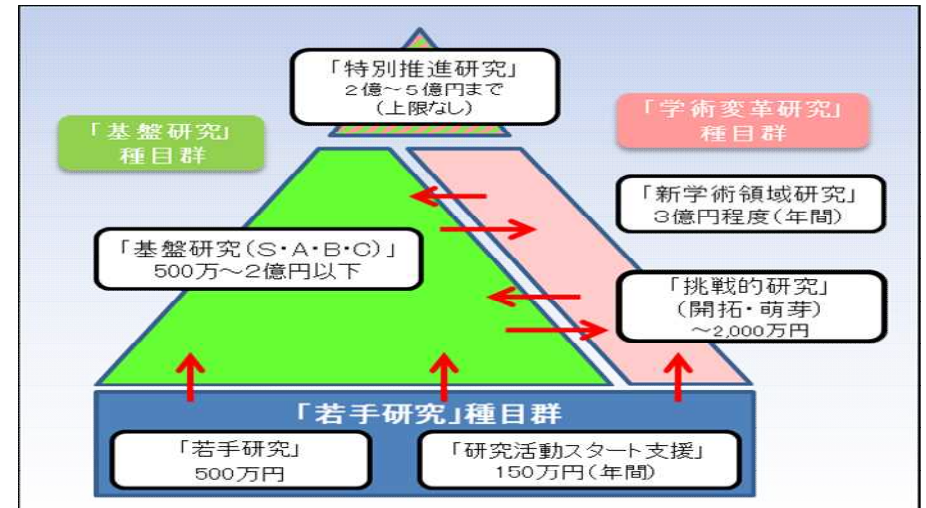 「特別推進研究」
2億～5億円まで
(上限なし)
「基盤研究」
種目群
「学術変革研究」
種目群
「新学術領域研究」
3億円程度(年間)
「基盤研究(S・A・B・C)」
500万～2億円以下
「挑戦的研究」
(開拓・萌芽)
～2,000万円
「若手研究」種目群
「若手研究」
500万円
「研究活動スタート支援」
150万円(年間)